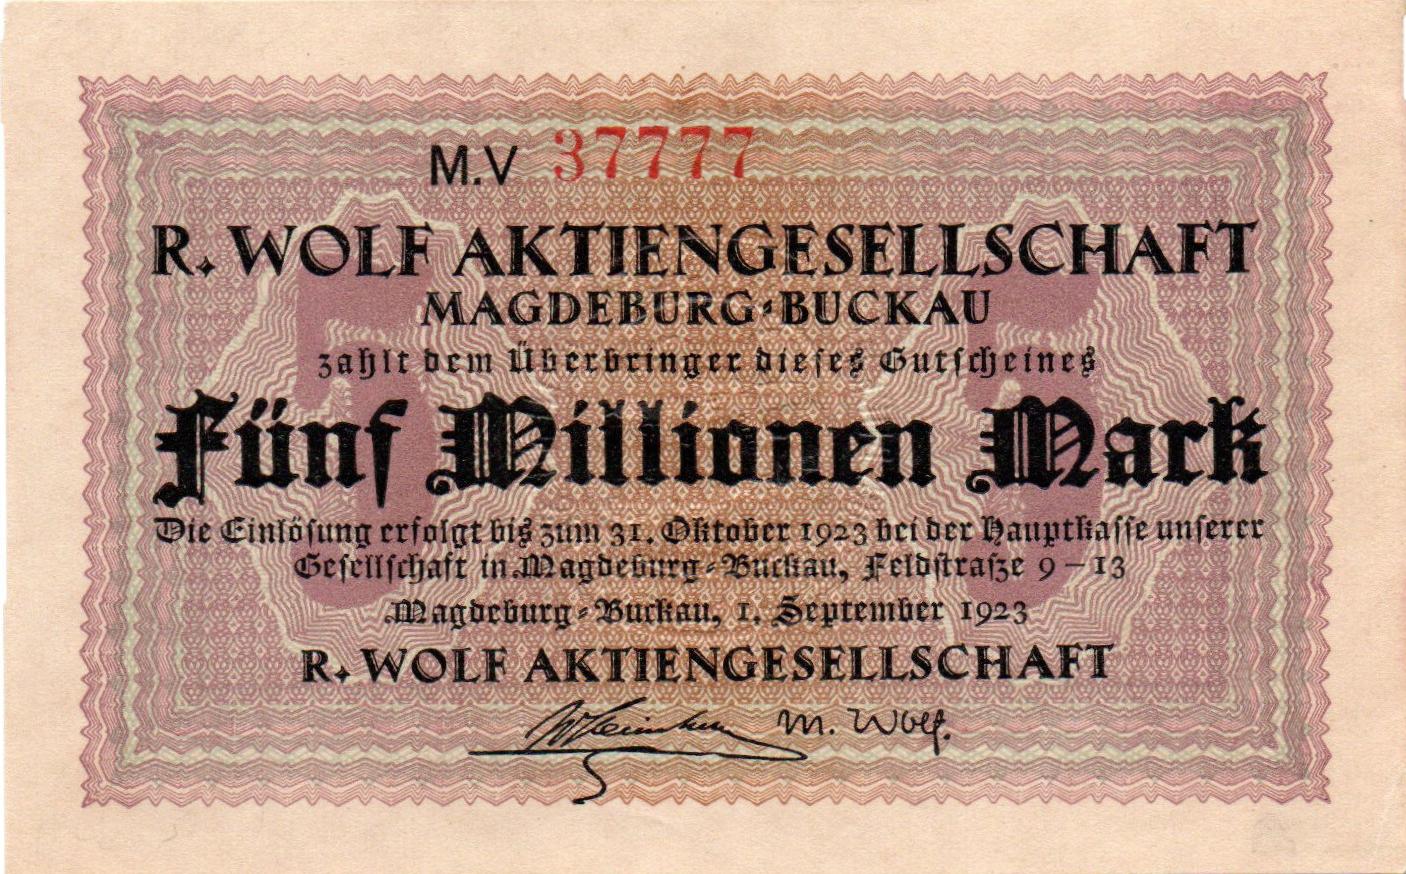 M.V 37777
R. WOLF AKTIENGESELLSCHAFT
MAGDEBURG-BUCKAU
zahlt dem Überbringer dieses Gutscheines
Fünf Millionen Mark
Die Einlösung erfolgt bis zum 31. Oktober 1923 bei der Hauptkasse unserer
Gesellschaft in Magdeburg-Buckau, Feldstraße 9-13
Magdeburg-Buckau, 1. September 1923
R. WOLF AKTIENGESELLSCHAFT
M. Wolf.
5 5